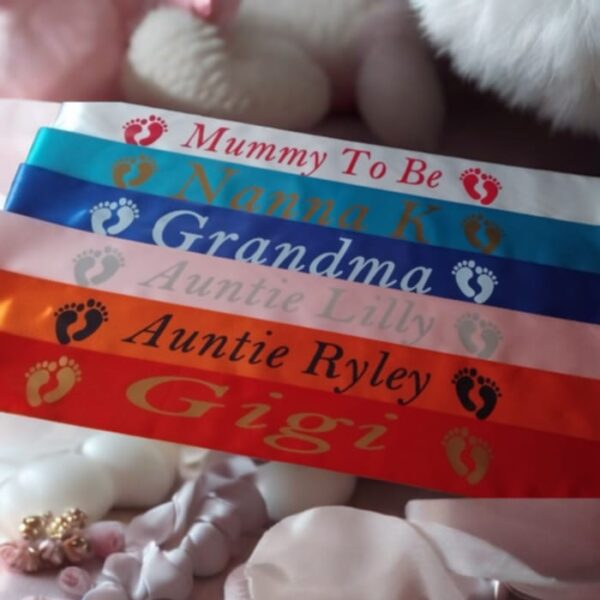 Mummy To Be
Nanna K
Grandma
Auntie Lilly
Auntie Ryley
Gigi